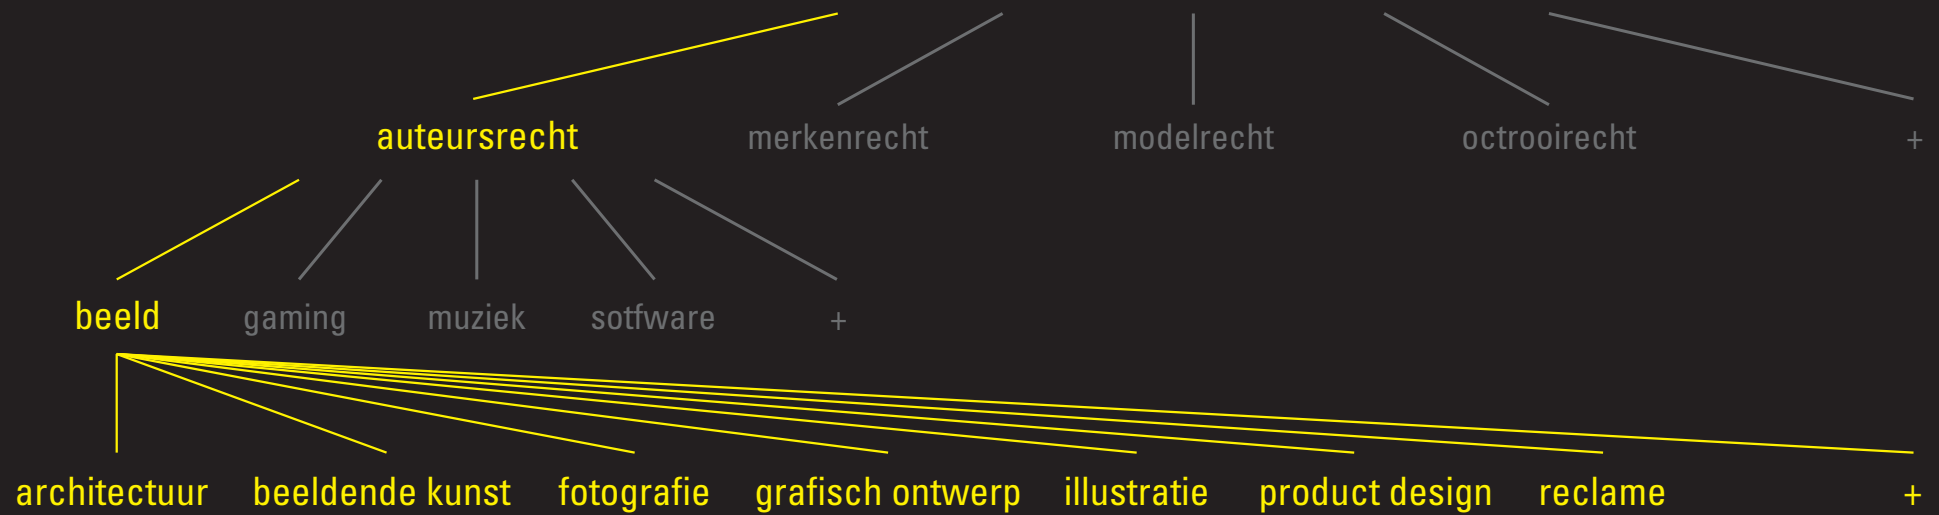 auteursrecht merkenrecht modelrecht octrooirecht +
beeld gaming muziek sotfware +
architectuur beeldende kunst fotografie grafisch ontwerp illustratie product design reclame +